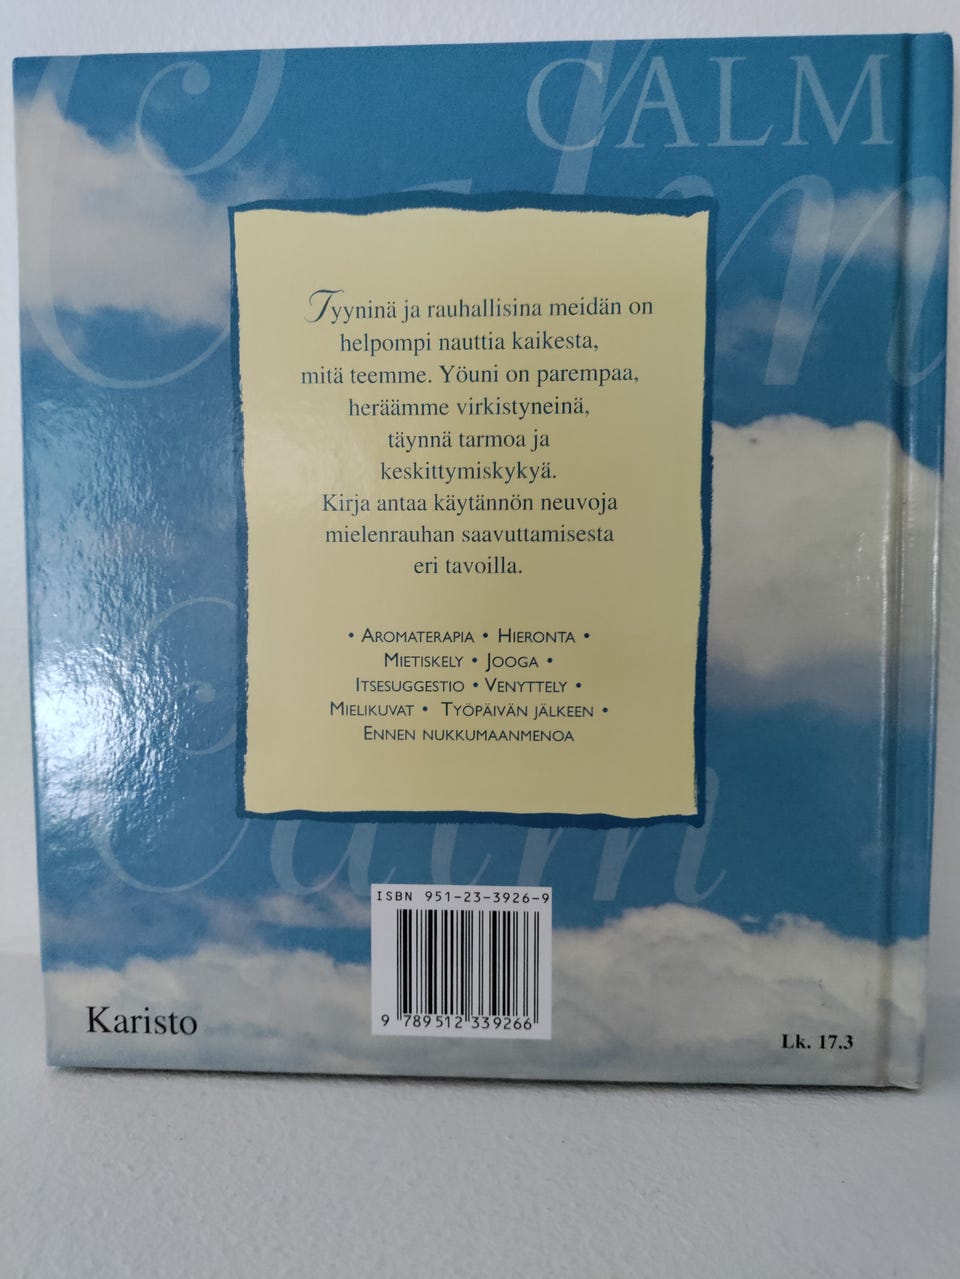 CALM
Calm
Tyyninä ja rauhallisina meidän on
helpompi nauttia kaikesta,
mitä teemme. Yöuni on parempaa,
heräämme virkistyneinä,
täynnä tarmoa ja
keskittymiskykyä.
Kirja antaa käytännön neuvoja
mielenrauhan saavuttamisesta
eri tavoilla.
• AROMATERAPIA • HIERONTA •
MIETISKELY • JOOGA •
ITSESUGGESTIO • VENYTTELY •
MIELIKUVAT • TYÖPÄIVÄN JÄLKEEN •
ENNEN NUKKUMAANMENOA
Calm
ISBN 951-23-3926-9
9 789512 339266
Karisto
Lk. 17.3